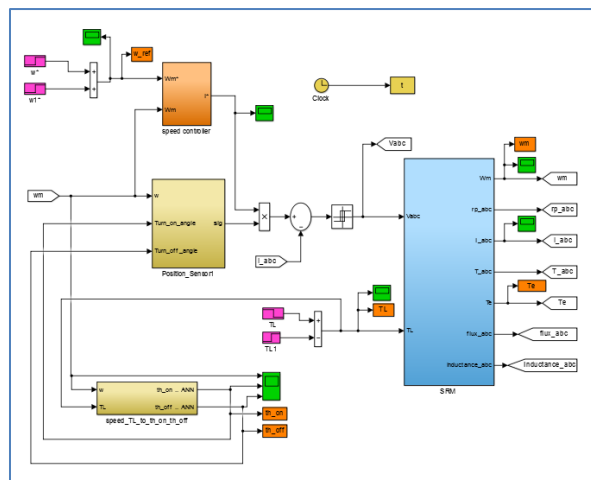 w_ref
w*
w1*
Wm*
I*
Wm
speed controller
Clock
t
Vabc
wm
w
Turn_on_angle
sig
Turn_off_angle
Position_Sensor1
×
I_abc
Vabc
TL
Wm
wm
wm
rp_abc
rp_abc
I_abc
I_abc
T_abc
T_abc
Te
Te
Te
flux_abc
flux_abc
Inductance_abc
Inductance_abc
SRM
TL
TL
TL1
w
th_on .. ANN
TL
th_off .. ANN
speed_TL_to_th_on_th_off
th_on
th_off